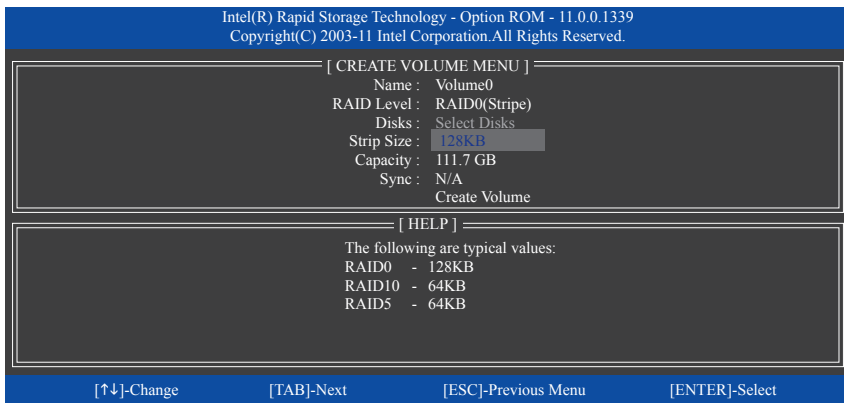 Intel(R) Rapid Storage Technology - Option ROM - 11.0.0.1339
Copyright(C) 2003-11 Intel Corporation.All Rights Reserved.
[ CREATE VOLUME MENU ]
Name : Volume0
RAID Level : RAID0(Stripe)
Disks : Select Disks
Strip Size : 128KB
Capacity : 111.7 GB
Sync : N/A
Create Volume
[ HELP ]
The following are typical values:
RAID0 - 128KB
RAID10 - 64KB
RAID5 - 64KB
[↑↓]-Change [TAB]-Next [ESC]-Previous Menu [ENTER]-Select